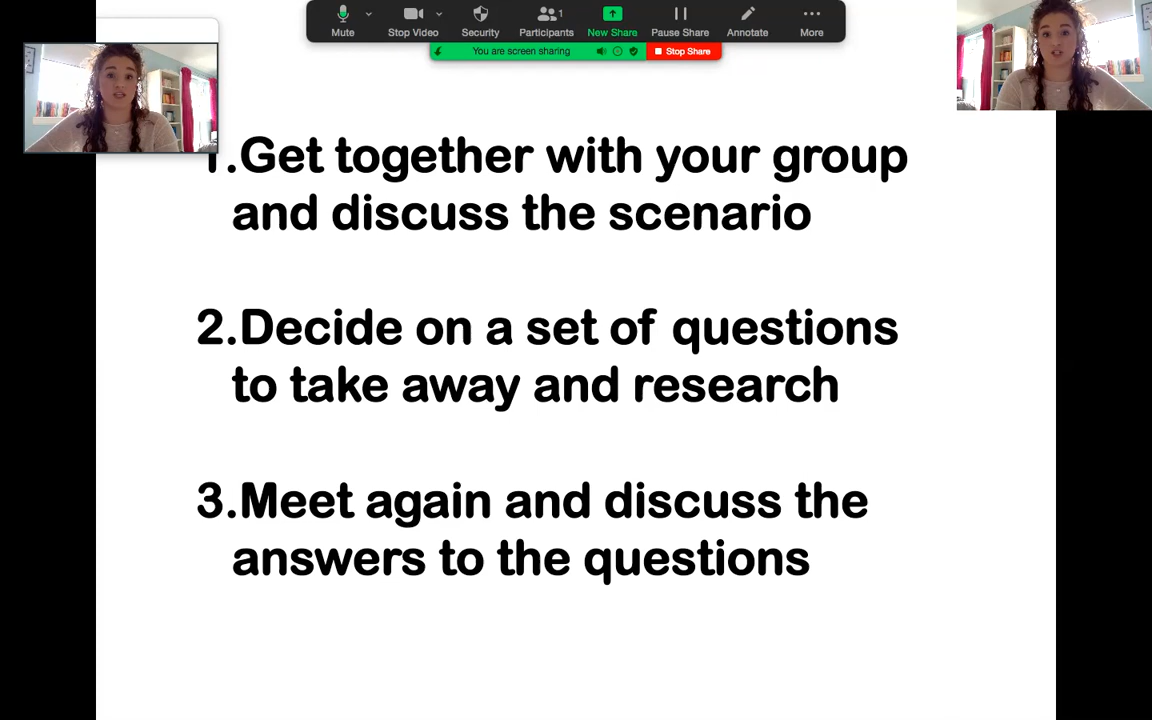 Mute
Stop Video
Security
Participants
1
New Share
Pause Share
Annotate
More
You are screen sharing
Stop Share
1.Get together with your group
and discuss the scenario
2.Decide on a set of questions
to take away and research
3.Meet again and discuss the
answers to the questions